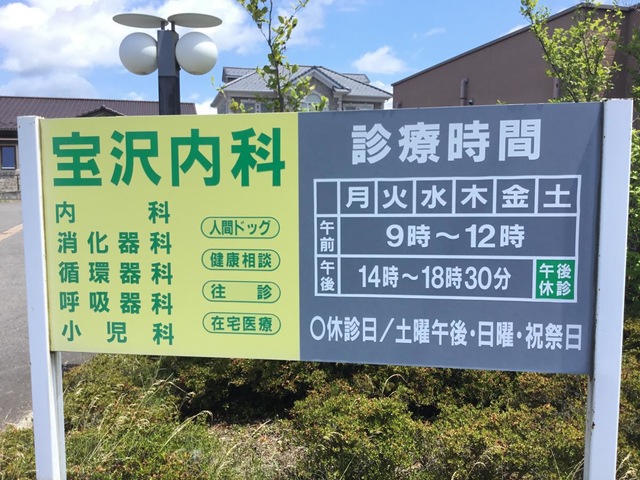 宝沢内科
内科
消化器科
循環器科
呼吸器科
小児科
人間ドッグ
健康相談
往診
在宅医療
診療時間
月 火 水 木 金 土
午前 9時〜12時
午後 14時〜18時30分 午後休診
○休診日/土曜午後・日曜・祝祭日